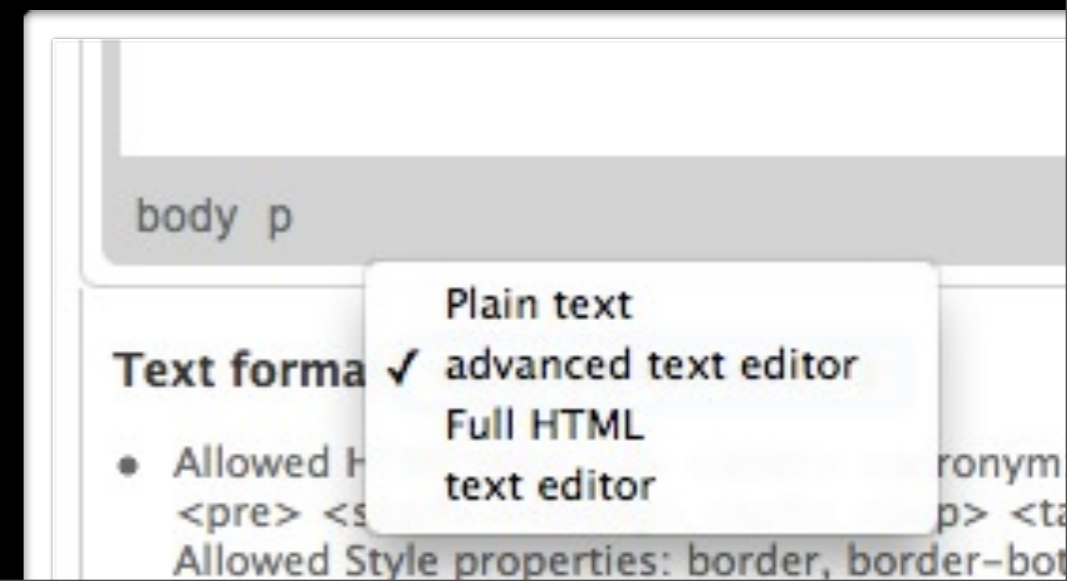 body p
Plain text
Text forma ✓ advanced text editor
Full HTML
• Allowed H ronym
text editor
<pre> <s p> <ta
Allowed Style properties: border, border-bot